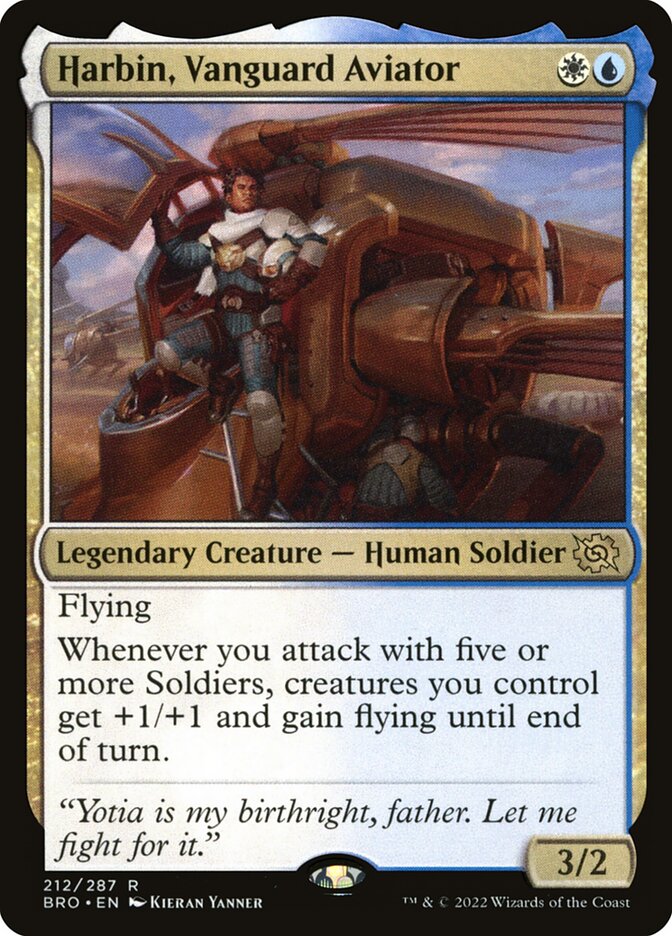 Harbin, Vanguard Aviator
Legendary Creature — Human Soldier
Flying
Whenever you attack with five or
more Soldiers, creatures you control
get +1/+1 and gain flying until end
of turn.
“Yotia is my birthright, father. Let me
fight for it.”
3/2
212/287 R
BRO • EN Kieran Yanner
™ & © 2022 Wizards of the Coast